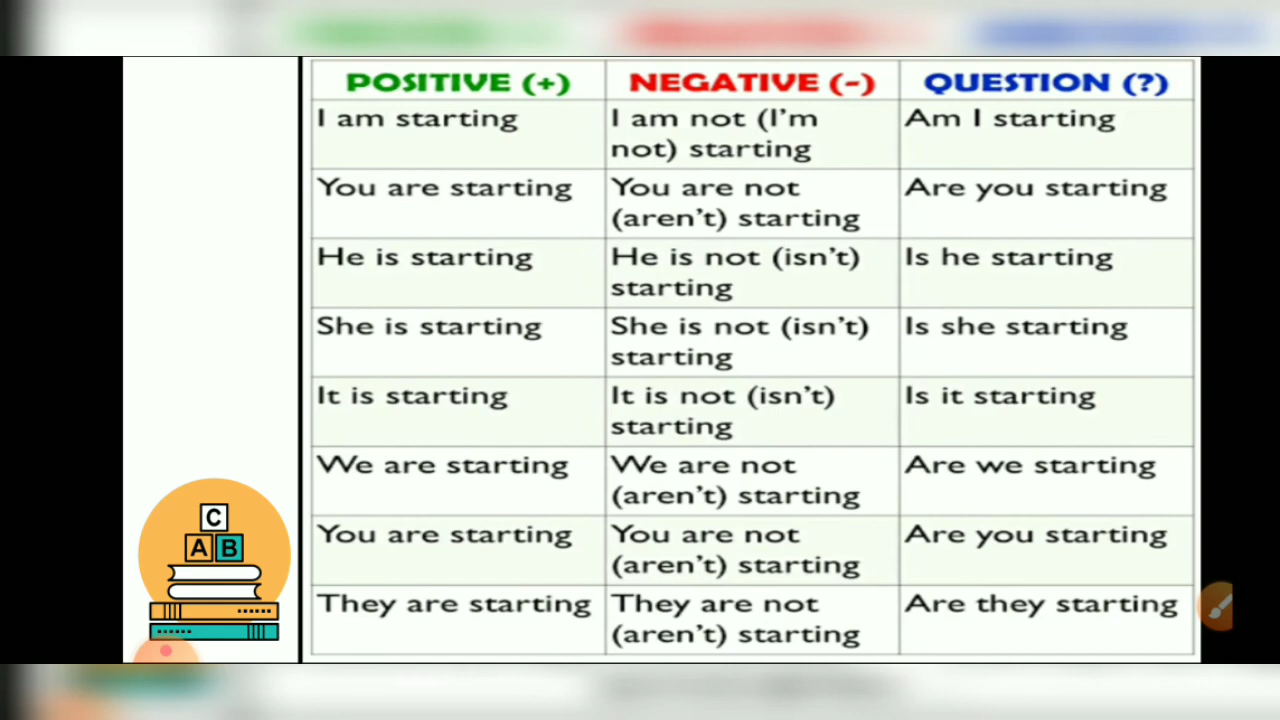 POSITIVE (+) NEGATIVE (-) QUESTION (?)
I am starting
I am not (I'm
not) starting
Am I starting
You are starting
You are not
(aren't) starting
Are you starting
He is starting
He is not (isn't)
starting
Is he starting
She is starting
She is not (isn't)
starting
Is she starting
It is starting
It is not (isn't)
starting
Is it starting
We are starting
We are not
(aren't) starting
Are we starting
You are starting
You are not
(aren't) starting
Are you starting
They are starting
They are not
(aren't) starting
Are they starting
C
A B